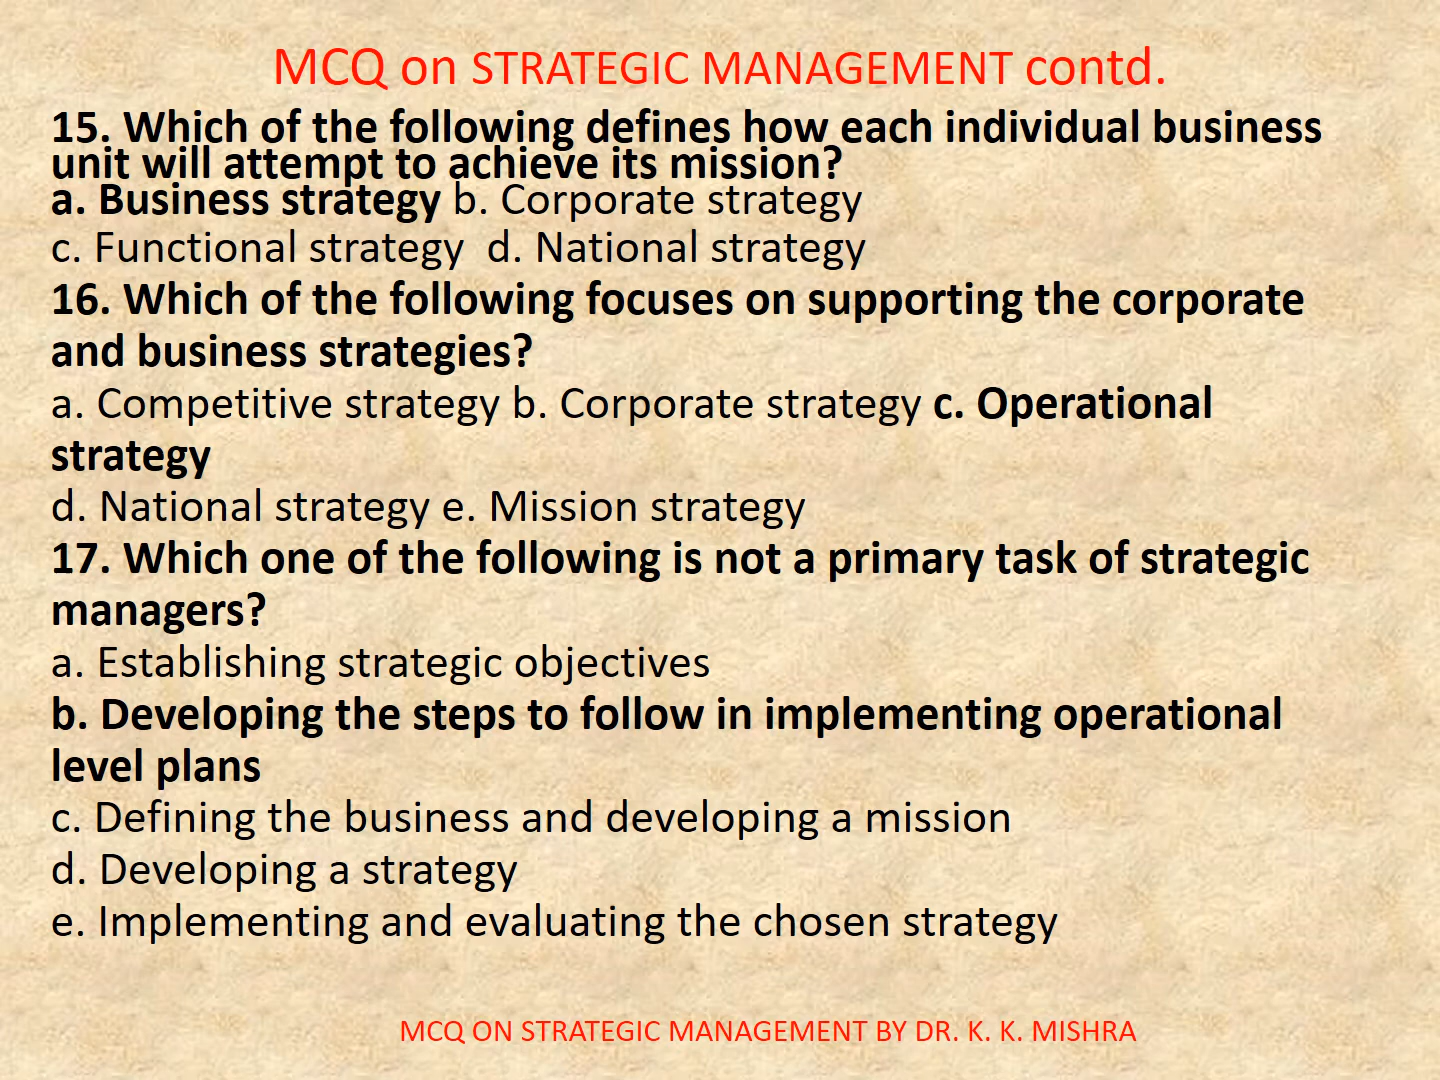 MCQ on STRATEGIC MANAGEMENT contd.
15. Which of the following defines how each individual business
unit will attempt to achieve its mission?
a. Business strategy b. Corporate strategy
c. Functional strategy  d. National strategy
16. Which of the following focuses on supporting the corporate
and business strategies?
a. Competitive strategy b. Corporate strategy c. Operational
strategy
d. National strategy e. Mission strategy
17. Which one of the following is not a primary task of strategic
managers?
a. Establishing strategic objectives
b. Developing the steps to follow in implementing operational
level plans
c. Defining the business and developing a mission
d. Developing a strategy
e. Implementing and evaluating the chosen strategy
MCQ ON STRATEGIC MANAGEMENT BY DR. K. K. MISHRA